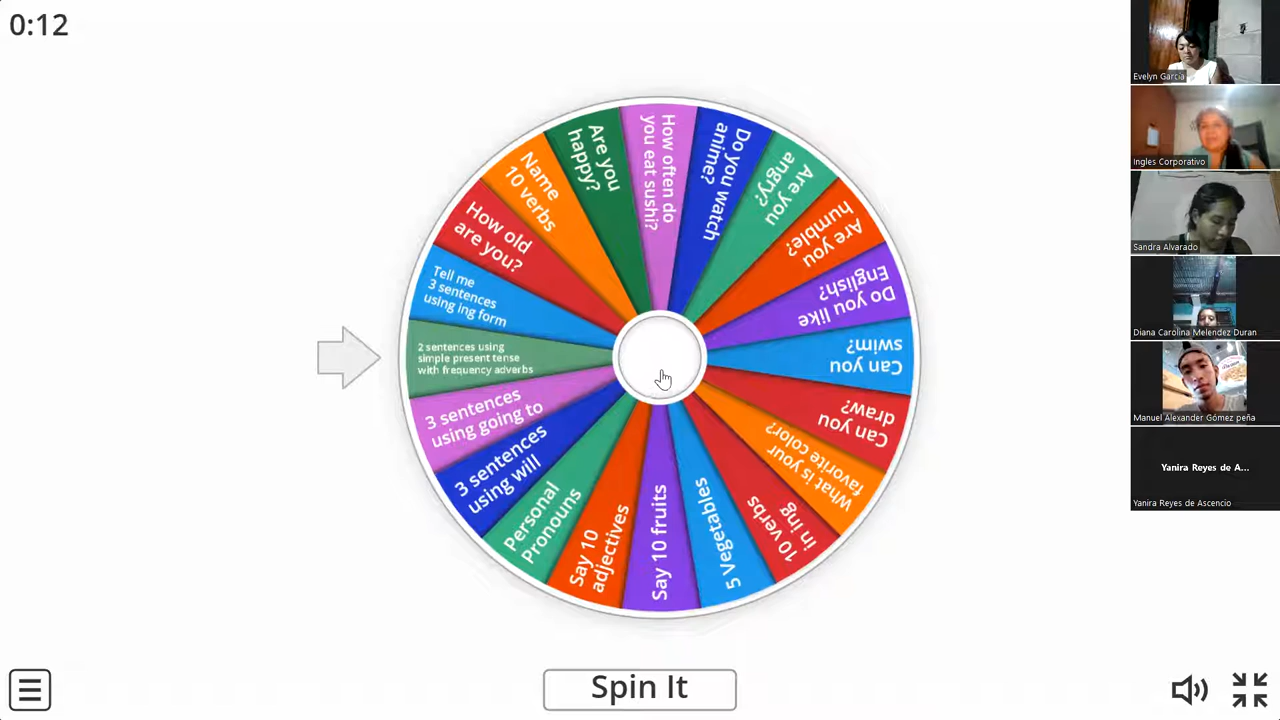 0:12
How often do
you eat sushi?
Do you watch
anime?
Are you
angry?
Are you
humble?
Do you like
English?
Can you
swim?
Can you
draw?
What is your
favorite color?
10 verbs
in ing
5 Vegetables
Say 10 fruits
Say 10
adjectives
Personal
Pronouns
3 sentences
using will
3 sentences
using going to
2 sentences using
simple present tense
with frequency adverbs
Tell me
3 sentences
using ing form
How old
are you?
Name
10 verbs
Are you
happy?
Spin It
Evelyn García
Ingles Corporativo
Sandra Alvarado
Diana Carolina Melendez Duran
Manuel Alexander Gómez peña
Yanira Reyes de A...
Yanira Reyes de Ascencio